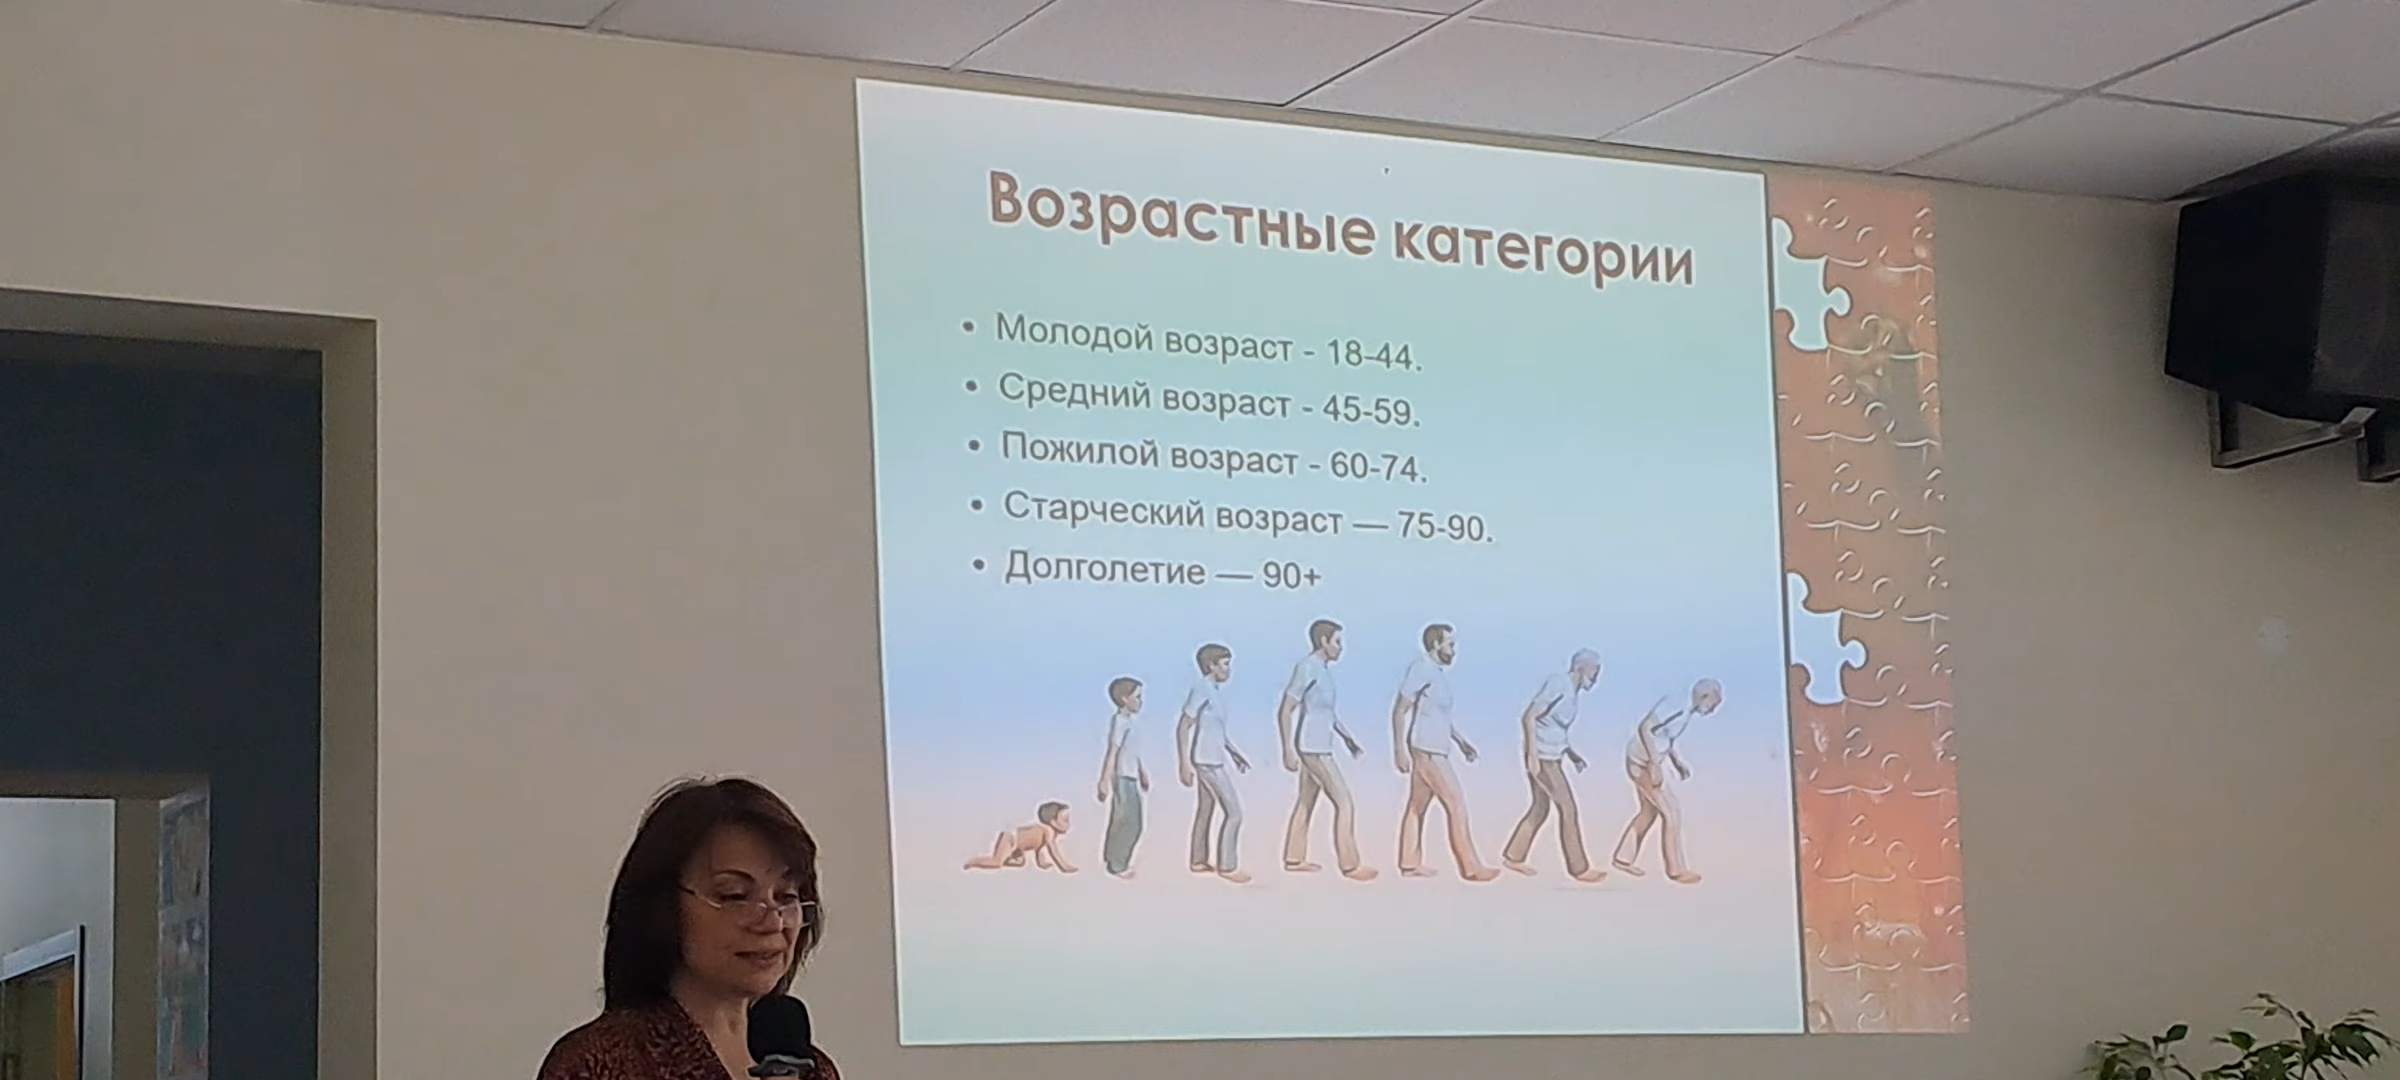 Возрастные категории
• Молодой возраст - 18-44.
• Средний возраст - 45-59.
• Пожилой возраст - 60-74.
• Старческий возраст — 75-90.
• Долголетие — 90+